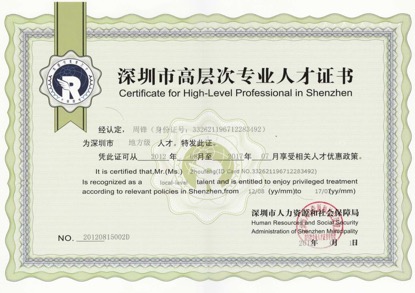 深圳市高层次专业人才证书
Certificate for High-Level Professional in Shenzhen
经认定，周锋（身份证号：332621196712283492）
为深圳市 地方级 人才，特发此证。
凭此证可从 2012 年 08 月至 2017 年 07 月享受相关人才优惠政策。
It is certified that,Mr.(Ms.) (ID Card NO.332621196712283492)
Is recognized as a local-level talent and is entitled to enjoy privileged treatment
according to relevant policies in Shenzhen.from 12/08 (yy/mm)to 17/07(yy/mm)
深圳市人力资源和社会保障局
Human Resources and Social Security
Administration of Shenzhen Municipality
NO. 20120815002D